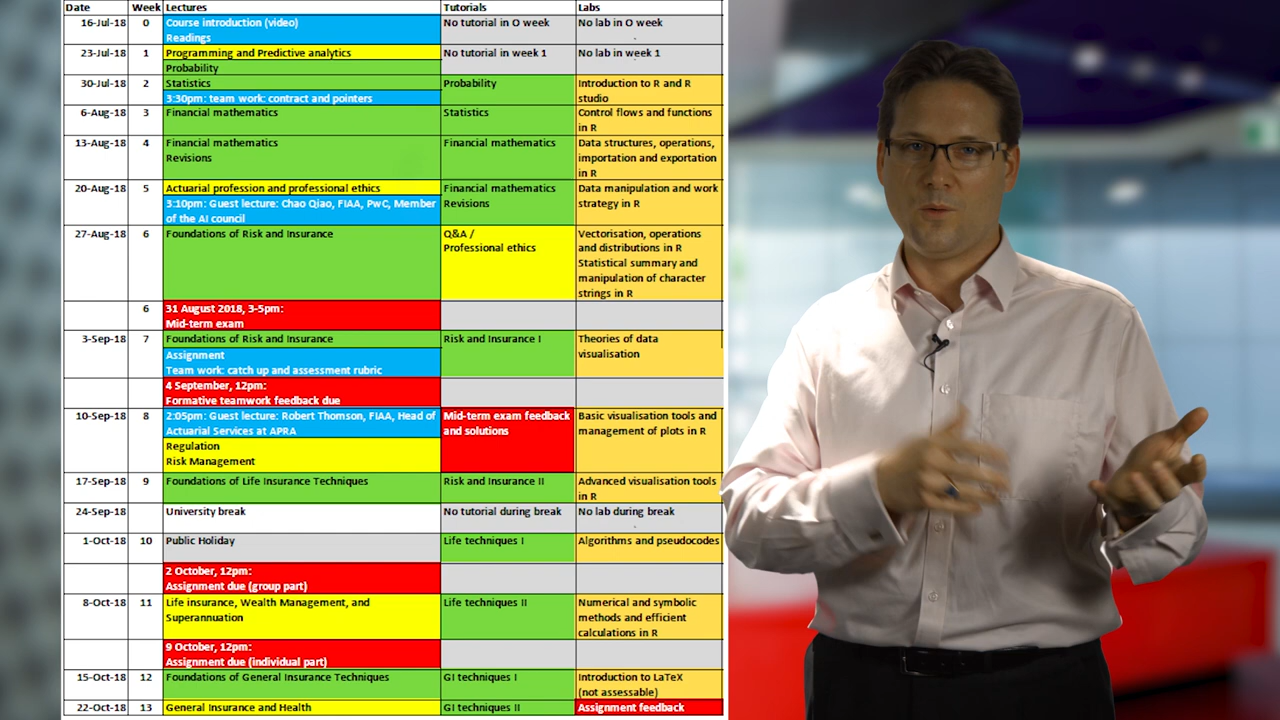 Date Week Lectures Tutorials Labs
16-Jul-18 0 Course introduction (video) No tutorial in O week No lab in O week
Readings .
23-Jul-18 1 Programming and Predictive analytics No tutorial in week 1 No lab in week 1
Probability
30-Jul-18 2 Statistics Probability Introduction to R and R
3:30pm: team work: contract and pointers studio
6-Aug-18 3 Financial mathematics Statistics Control flows and functions
in R
13-Aug-18 4 Financial mathematics Financial mathematics Data structures, operations,
Revisions importation and exportation
in R
20-Aug-18 5 Actuarial profession and professional ethics Financial mathematics Data manipulation and work
3:10pm: Guest lecture: Chao Qiao, FIAA, PwC, Member Revisions strategy in R
of the AI council
27-Aug-18 6 Foundations of Risk and Insurance Q&A / Vectorisation, operations
Professional ethics and distributions in R
Statistical summary and
manipulation of character
strings in R
6 31 August 2018, 3-5pm:
Mid-term exam
3-Sep-18 7 Foundations of Risk and Insurance Risk and Insurance I Theories of data
Assignment visualisation
Team work: catch up and assessment rubric
4 September, 12pm:
Formative teamwork feedback due
10-Sep-18 8 2:05pm: Guest lecture: Robert Thomson, FIAA, Head of Mid-term exam feedback Basic visualisation tools and
Actuarial Services at APRA and solutions management of plots in R
Regulation
Risk Management
17-Sep-18 9 Foundations of Life Insurance Techniques Risk and Insurance II Advanced visualisation tools
in R
24-Sep-18 University break No tutorial during break No lab during break
.
1-Oct-18 10 Public Holiday Life techniques I Algorithms and pseudocodes
2 October, 12pm:
Assignment due (group part)
8-Oct-18 11 Life insurance, Wealth Management, and Life techniques II Numerical and symbolic
Superannuation methods and efficient
calculations in R
9 October, 12pm:
Assignment due (individual part)
15-Oct-18 12 Foundations of General Insurance Techniques GI techniques I Introduction to LaTeX
(not assessable)
22-Oct-18 13 General Insurance and Health GI techniques II Assignment feedback